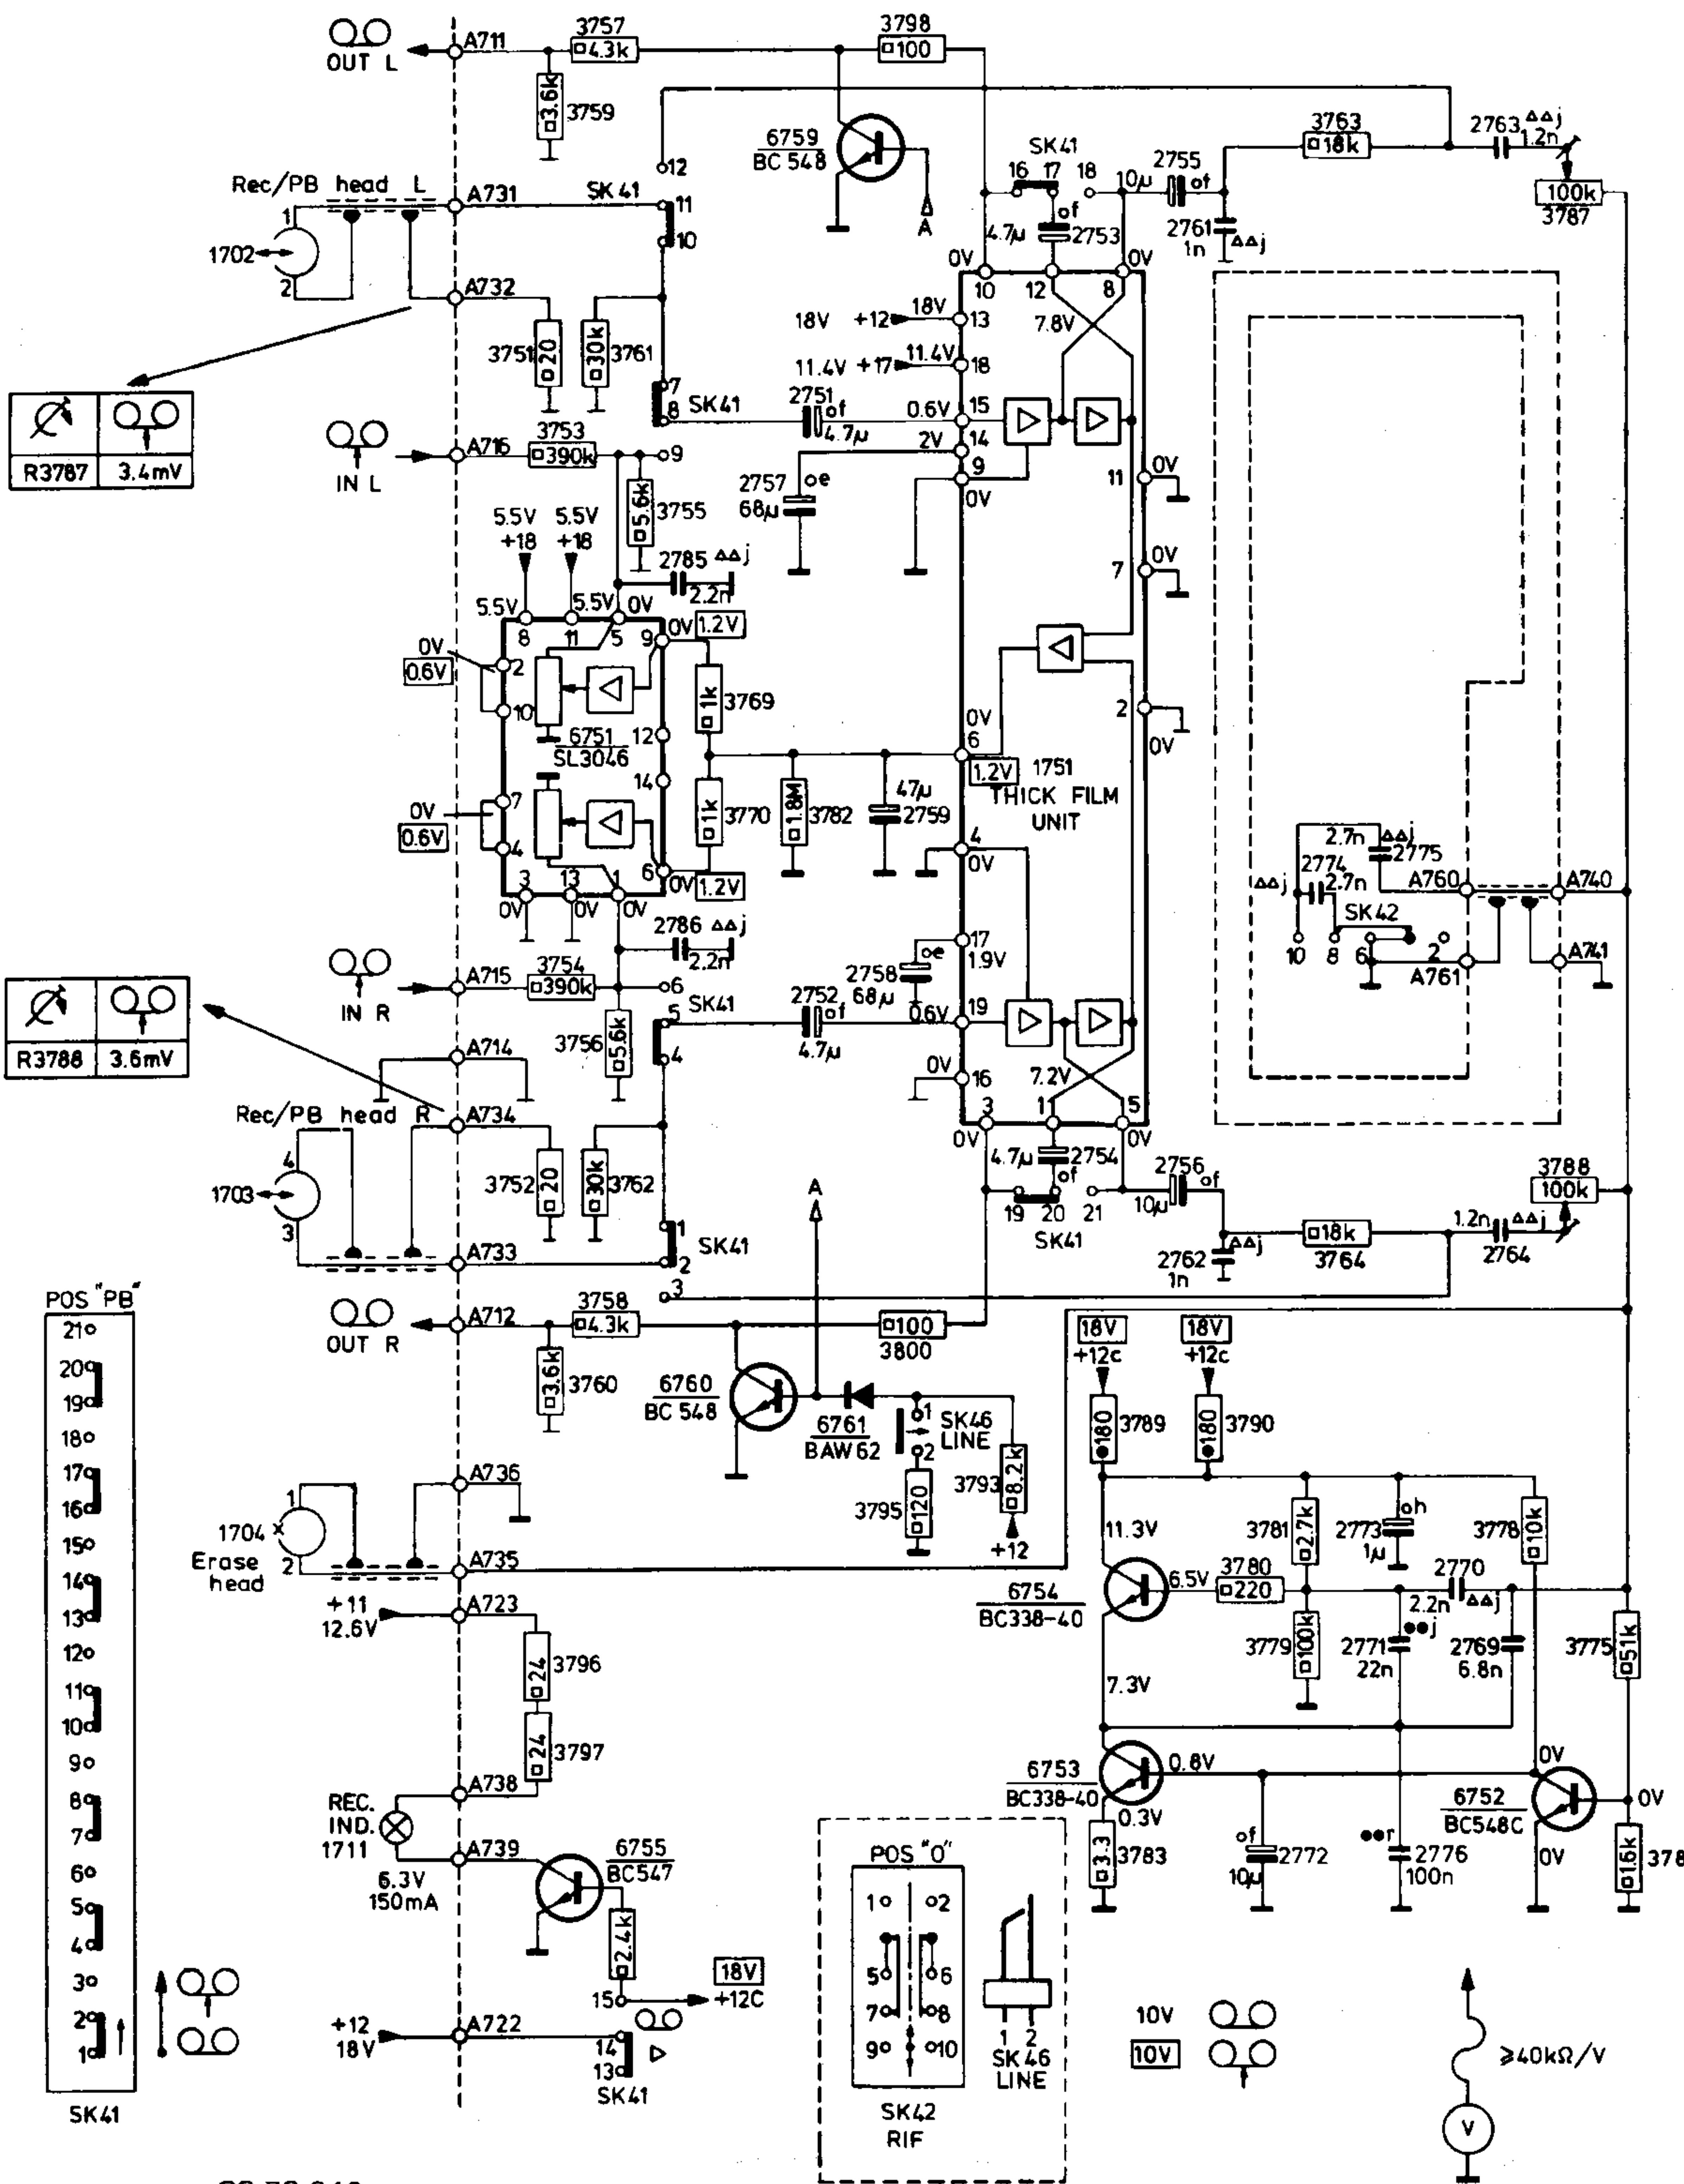 OUT L
A711
3757
4.3k
3.6k
3759
3798
100
6759
BC 548
A
SK41
16 17 18
2755
10µ of
2761
1n ΔΔj
3763
18k
2763 ΔΔj
1.2n
100k
3787
12
Rec/PB head L
A731
SK 41
11
10
1
1702
2
A732
3751
20
30k
3761
4.7µ
of
2753
0V
10
12
0V
8
0V
7.8V
18V +12
18V
13
11.4V +17
11.4V
18
7
8
SK41
2751
of
4.7µ
0.6V
15
2V
14
9
0V
R3787
3.4mV
IN L
A716
3753
390k
9
5.6k
3755
2757
oe
68µ
11
0V
7
0V
2
0V
5.5V
+18
5.5V
+18
2785 ΔΔj
2.2n
5.5V
5.5V
0V
8
11
5
9
0V
1.2V
0V
0.6V
2
10
6751
SL3046
12
14
1k
3769
1k
3770
1.8M
3782
47µ
2759
0V
6
1.2V
1751
THICK FILM
UNIT
0V
0.6V
7
4
3
13
1
6
0V
1.2V
0V
0V
0V
4
0V
2786 ΔΔj
2.2n
17
1.9V
2758
oe
68µ
2.7n
ΔΔj
2775
2774
ΔΔj
2.7n
SK42
10
8
6
2
A760
A740
A761
A741
IN R
A715
3754
390k
6
5
4
SK41
2752
of
4.7µ
0.6V
19
0V
16
7.2V
3
11
5
0V
0V
3756
5.6k
R3788
3.6mV
A714
Rec/PB head R
A734
4
1703
3
3752
20
30k
3762
A733
1
2
3
SK41
A
4.7µ
2754
of
19
20
21
SK41
2756
of
10µ
2762
1n
ΔΔj
18k
3764
1.2n ΔΔj
2764
3788
100k
OUT R
A712
3758
4.3k
3.6k
3760
100
3800
6760
BC 548
6761
BAW 62
1
2
SK46
LINE
3795
120
3793
8.2k
+12
18V
+12c
18V
+12c
180
3789
180
3790
POS "PB"
21
20
19
18
17
16
15
14
13
12
11
10
9
8
7
6
5
4
3
2
1
SK41
A736
1
1704
2
Erase
head
A735
+11
12.6V
A723
24
3796
24
3797
A738
REC.
IND.
1711
A739
6.3V
150mA
6755
BC547
2.4k
15
18V
+12C
+12
18V
A722
14
13
SK41
11.3V
6754
BC338-40
6.5V
3780
220
3781
2.7k
3779
100k
2773
oh
1µ
3778
10k
2770
2.2n
ΔΔj
2771
●●j
22n
2769
6.8n
3775
51k
7.3V
6753
BC338-40
0.8V
0.3V
3.3
3783
of
2772
10µ
●●r
2776
100n
0V
6752
BC548C
0V
0V
1.6k
378
POS "0"
1
2
5
6
7
8
9
10
SK42
RIF
1 2
SK 46
LINE
10V
10V
≥40kΩ/V
V